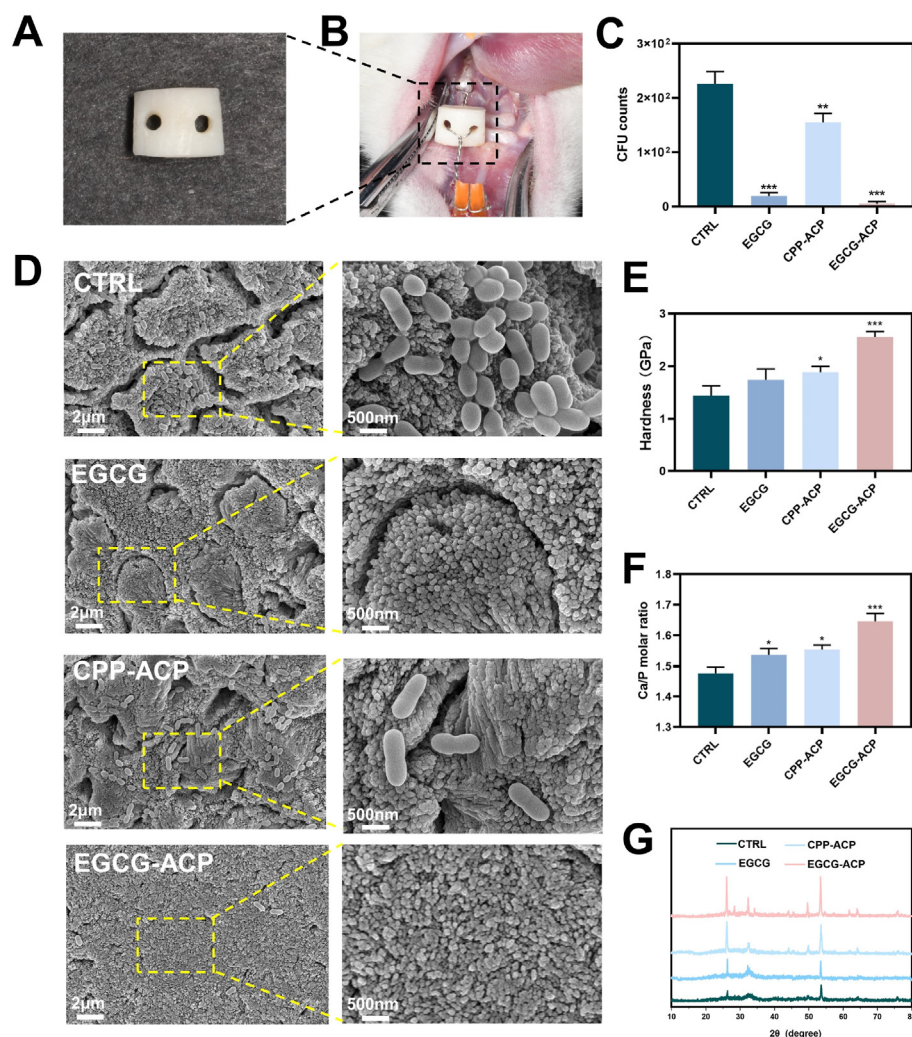 A
B
C
3×10²
2×10²
1×10²
0
CFU counts
**
***
***
CTRL
EGCG
CPP-ACP
EGCG-ACP
D
CTRL
2μm
500nm
EGCG
2μm
500nm
CPP-ACP
2μm
500nm
EGCG-ACP
2μm
500nm
E
3
2
1
0
Hardness (GPa)
*
***
CTRL
EGCG
CPP-ACP
EGCG-ACP
F
1.8
1.7
1.6
1.5
1.4
1.3
Ca/P molar ratio
*
*
***
CTRL
EGCG
CPP-ACP
EGCG-ACP
G
CTRL
CPP-ACP
EGCG
EGCG-ACP
10 20 30 40 50 60 70 80
2θ (degree)